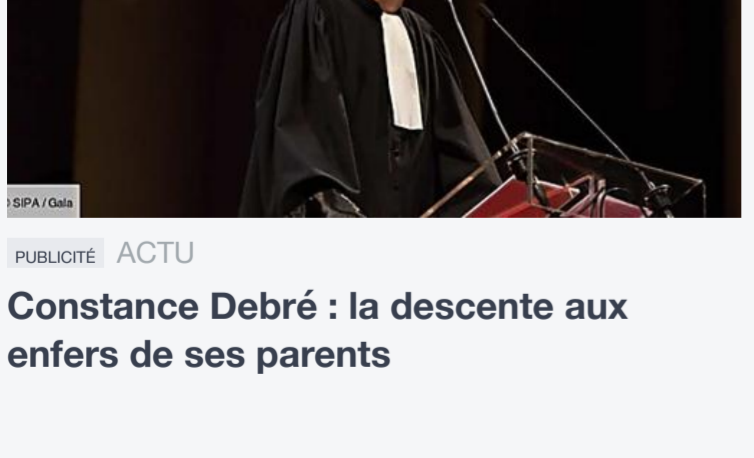 © SIPA / Gala
PUBLICITÉ ACTU
Constance Debré : la descente aux
enfers de ses parents